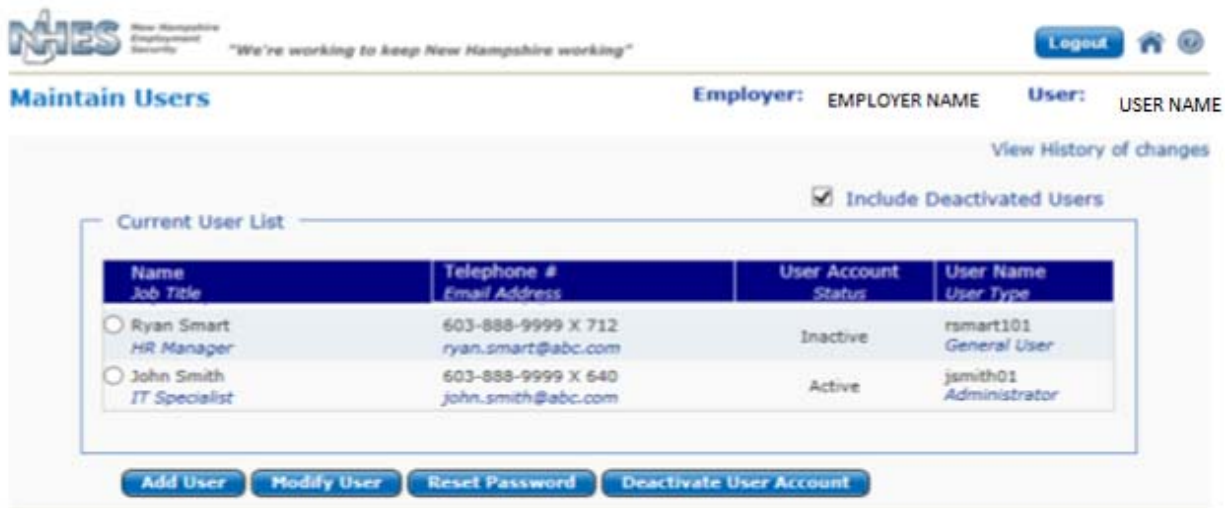 NHES New Hampshire Employment Security
"We're working to keep New Hampshire working"
Logout
Maintain Users
Employer: EMPLOYER NAME User: USER NAME
View History of changes
Include Deactivated Users
Current User List
Name Telephone # User Account User Name
Job Title Email Address Status User Type
Ryan Smart 603-888-9999 X 712 Inactive rsmart101
HR Manager ryan.smart@abc.com General User
John Smith 603-888-9999 X 640 Active jsmith01
IT Specialist john.smith@abc.com Administrator
Add User Modify User Reset Password Deactivate User Account